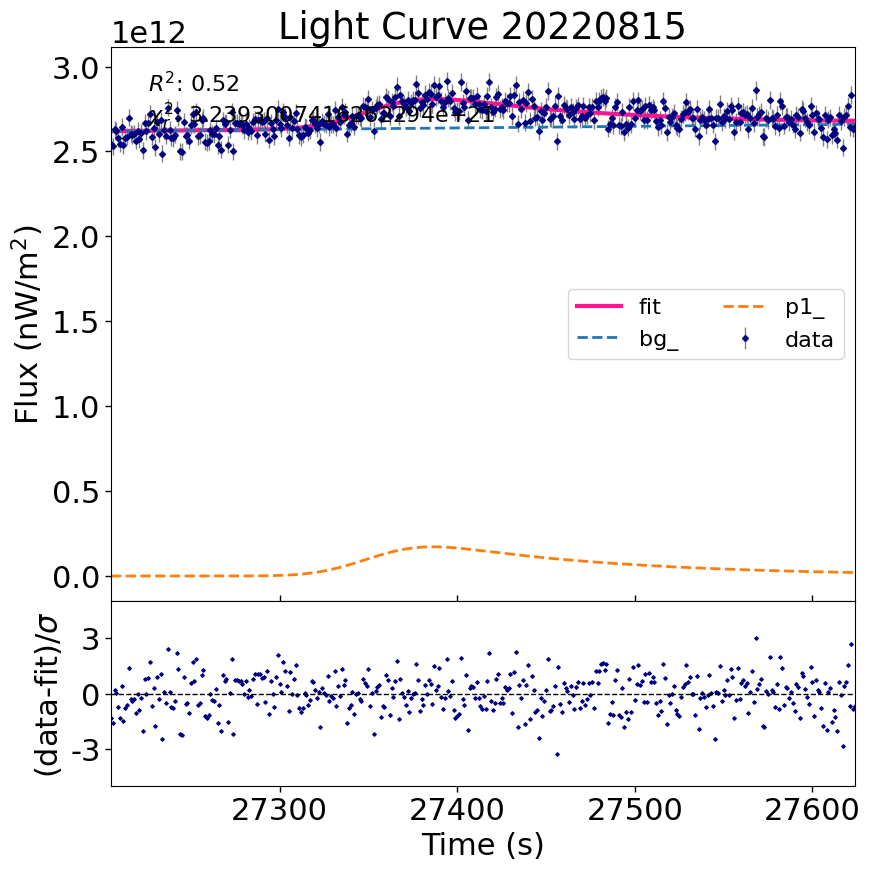 Light Curve 20220815
1e12
R²: 0.52
χ²:
3.0
2.5
2.0
1.5
1.0
0.5
0.0
Flux (nW/m²)
fit
bg_
p1_
data
3
0
-3
(data-fit)/σ
27300 27400 27500 27600
Time (s)